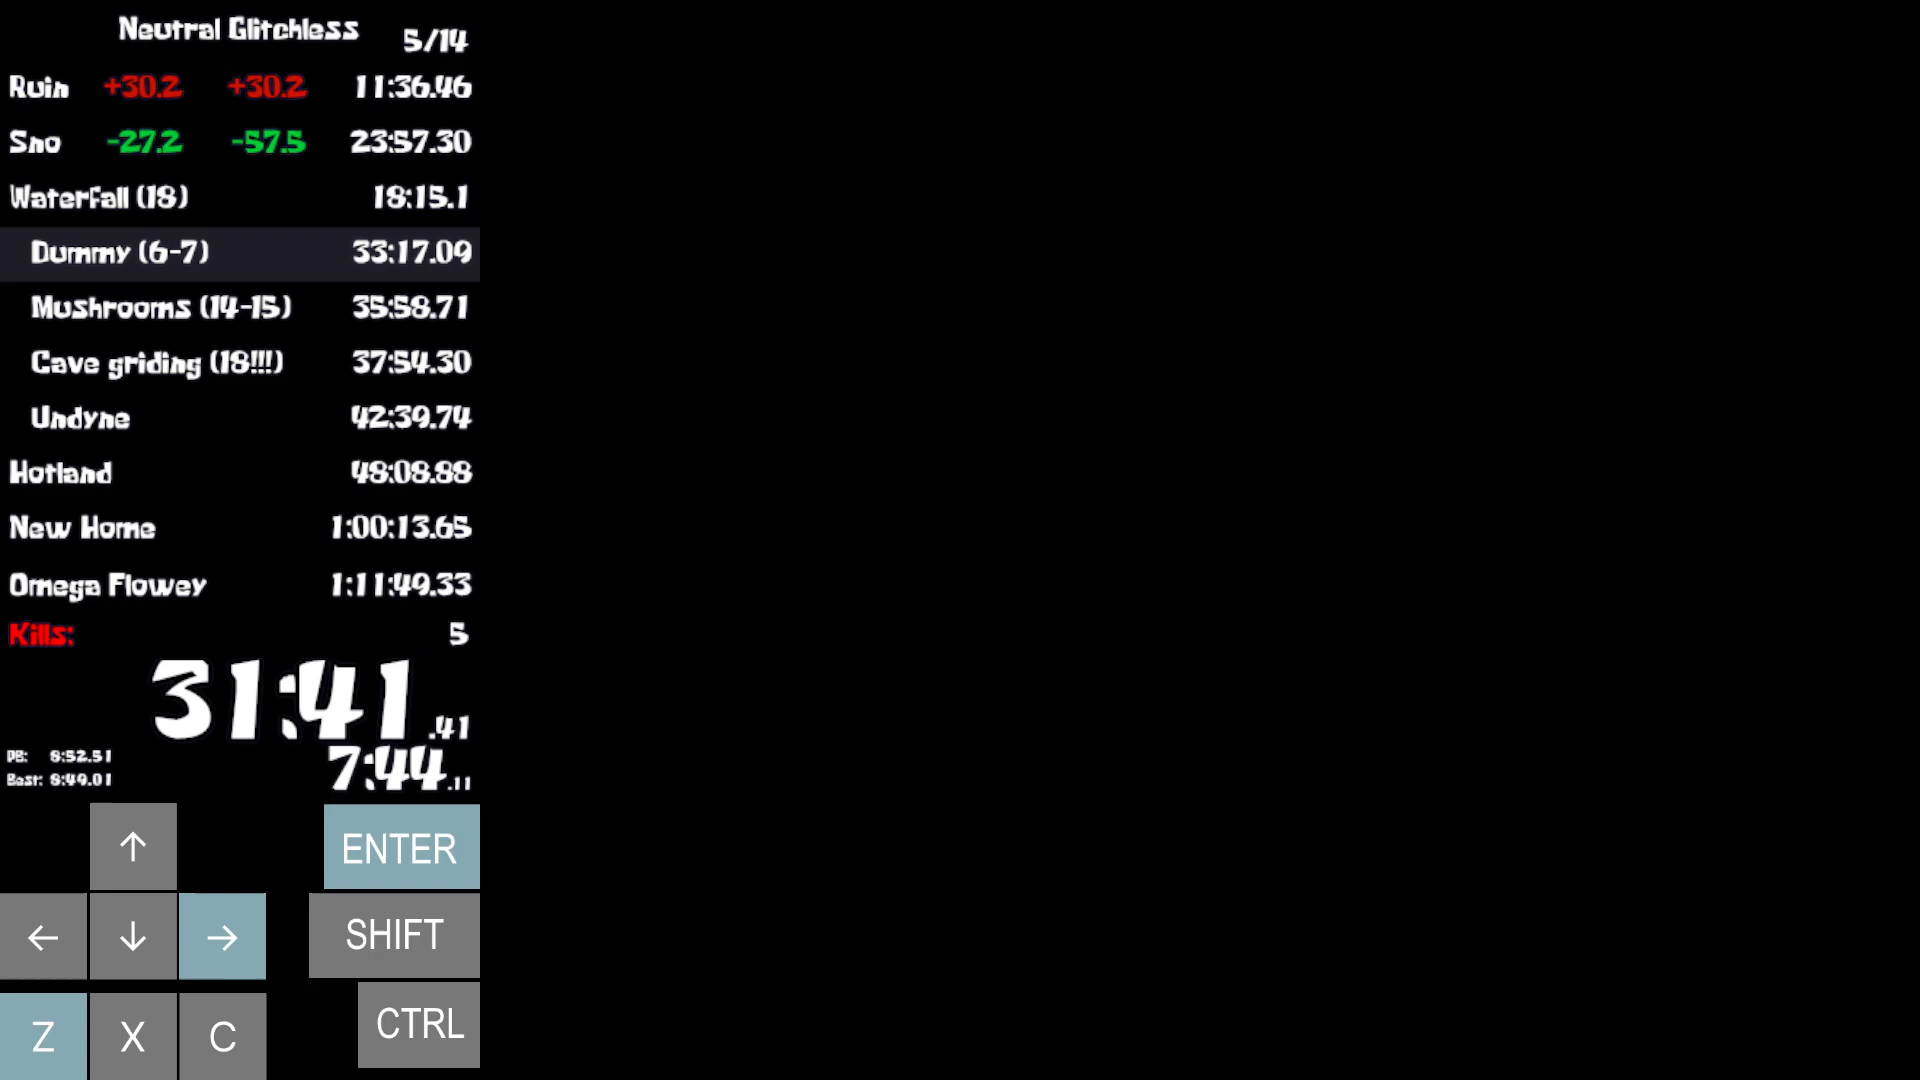 Neutral Glitchless 5/14
Ruin +30.2 +30.2 11:36.46
Sno -27.2 -57.5 23:57.30
Waterfall (18) 18:15.1
Dummy (6-7) 33:17.09
Mushrooms (14-15) 35:58.71
Cave griding (18!!!) 37:54.30
Undyne 42:39.74
Hotland 48:08.88
New Home 1:00:13.65
Omega Flowey 1:11:49.33
Kills: 5
31:41.41
PB: 8:52.51 7:44.11
Best: 8:49.01
↑ ENTER
← ↓ → SHIFT
Z X C CTRL